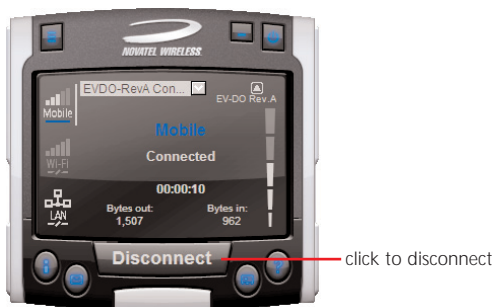 NOVATEL WIRELESS.
EVDO-RevA Con...
EV-DO Rev.A
Mobile
Mobile
Connected
Wi-Fi
00:00:10
LAN
Bytes out:
1,507
Bytes in:
962
Disconnect
click to disconnect